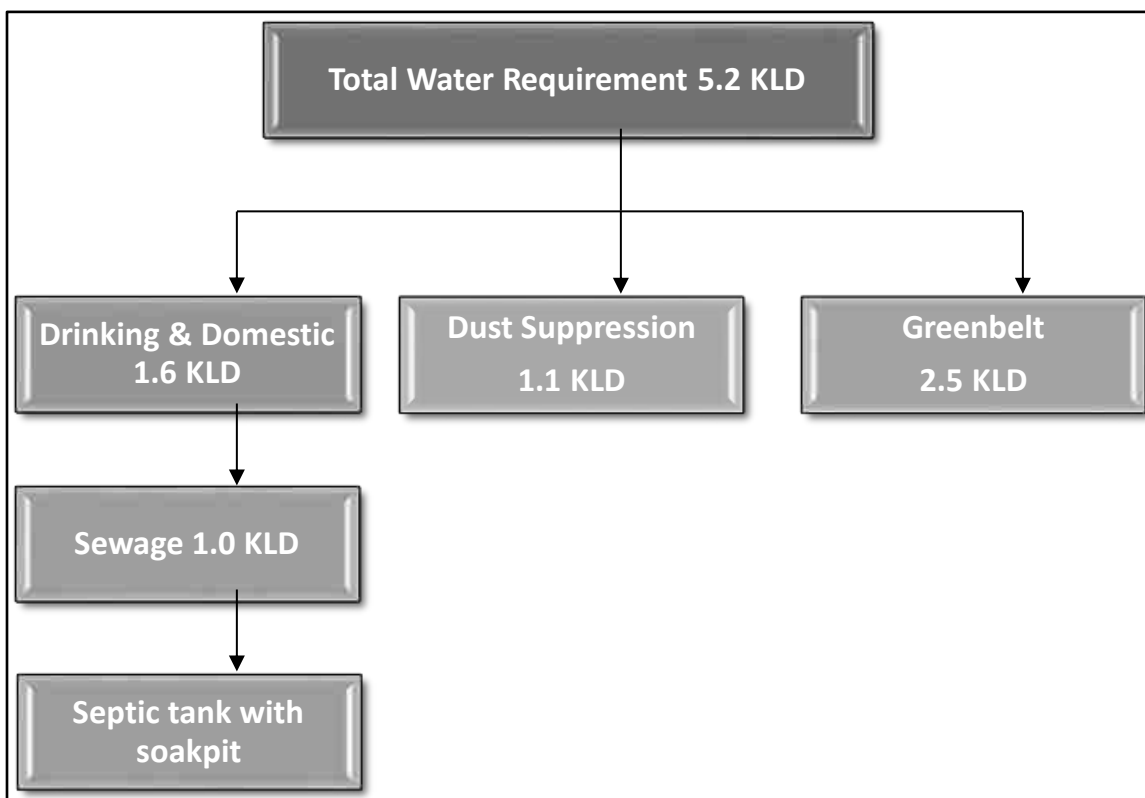 Total Water Requirement 5.2 KLD
Drinking & Domestic
1.6 KLD
Dust Suppression
1.1 KLD
Greenbelt
2.5 KLD
Sewage 1.0 KLD
Septic tank with
soakpit